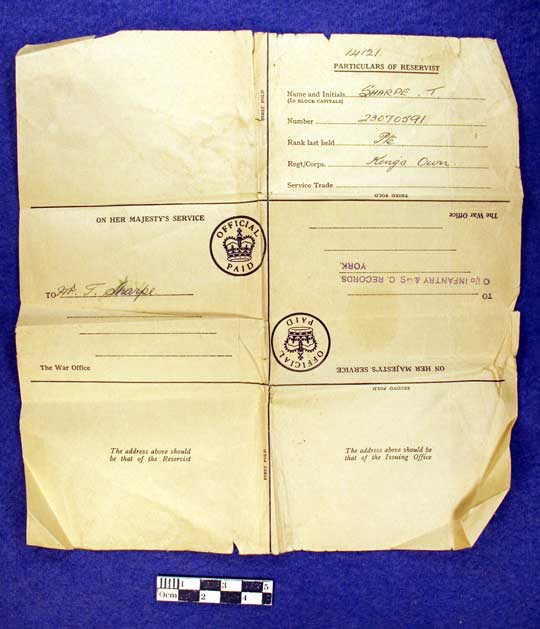 14121
PARTICULARS OF RESERVIST
Name and Initials SHARPE . T.
(IN BLOCK CAPITALS)
Number 23070591
Rank last held Pte
Regt/Corps. Kings Own.
Service Trade
FIRST FOLD
THIRD FOLD
ON HER MAJESTY'S SERVICE
OFFICIAL
PAID
TO Mr. T. Sharpe
The War Office
The War Office
O i/c INFANTRY & GS C. RECORDS
YORK.
TO
OFFICIAL
PAID
ON HER MAJESTY'S SERVICE
SECOND FOLD
The address above should
be that of the Reservist
FIRST FOLD
The address above should
be that of the Issuing Office
1 3 5
0cm 2 4